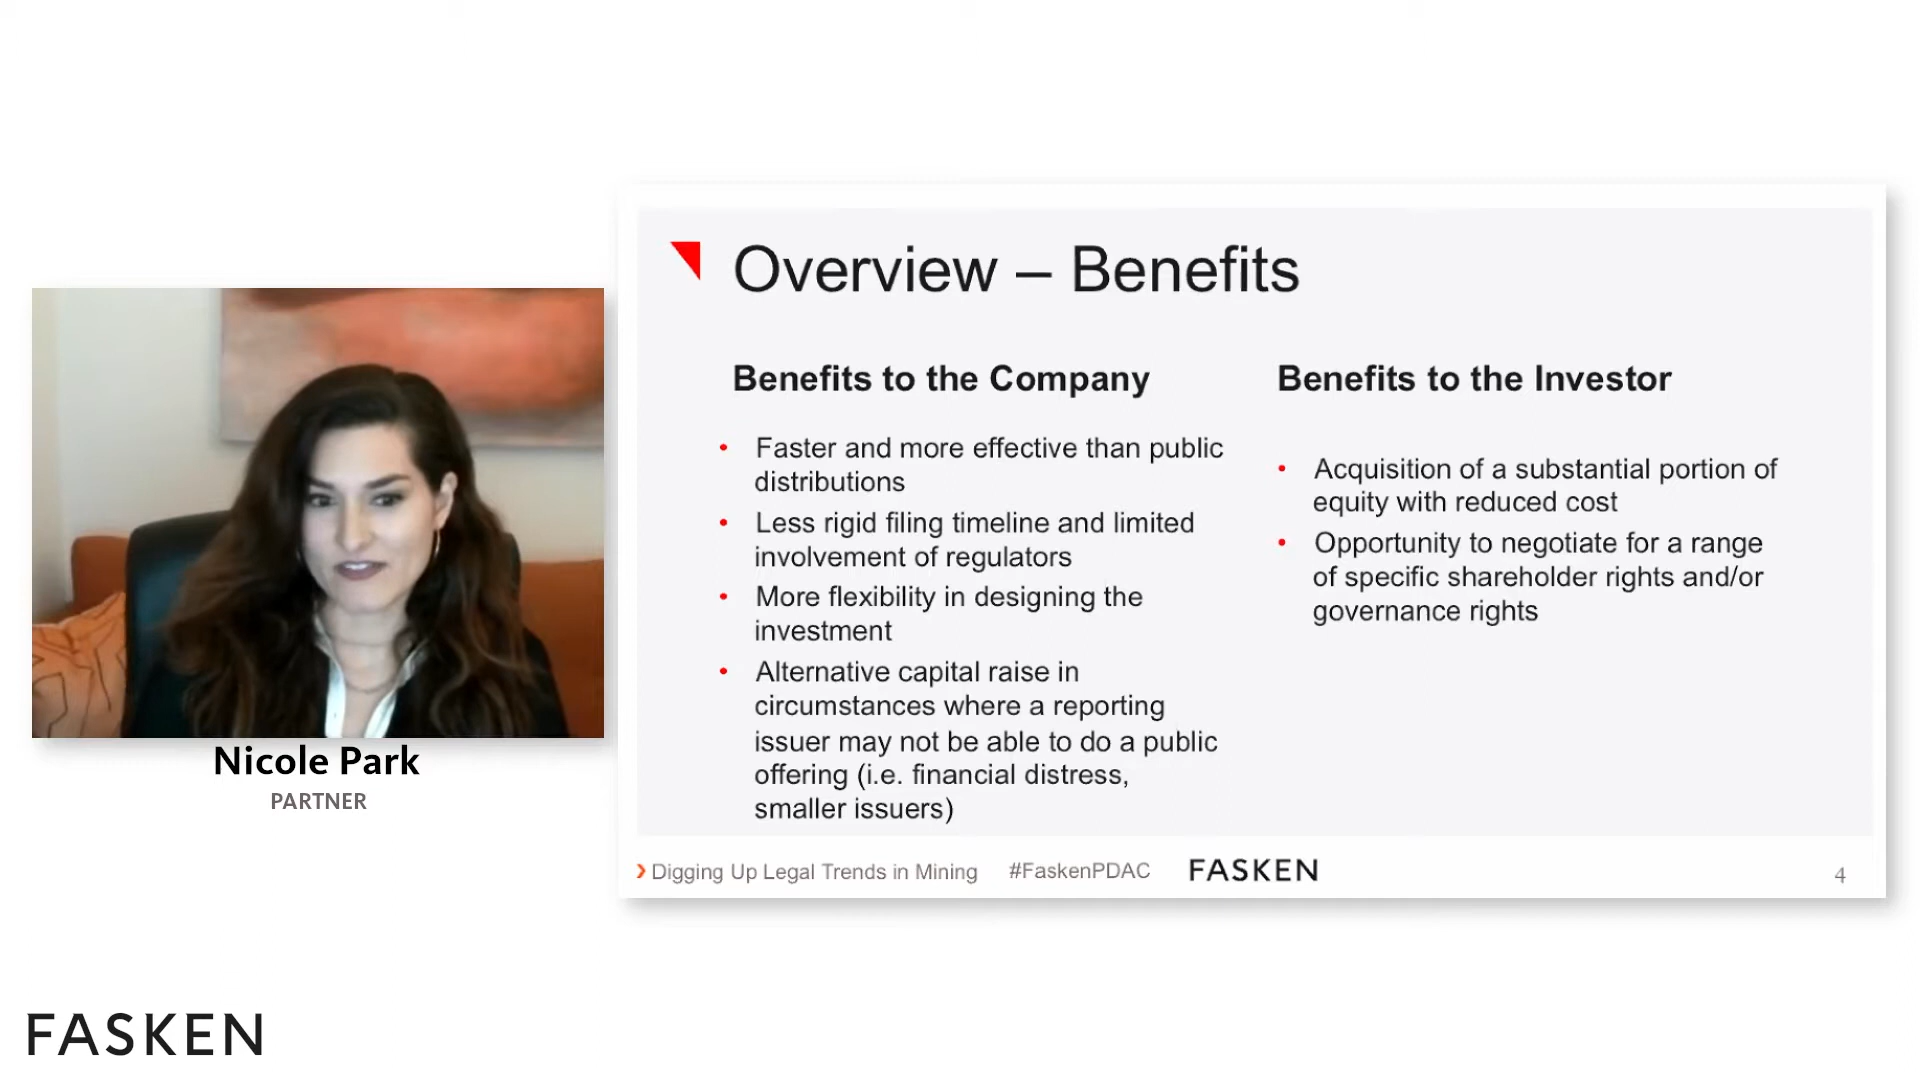 Overview – Benefits
Benefits to the Company
• Faster and more effective than public
distributions
• Less rigid filing timeline and limited
involvement of regulators
• More flexibility in designing the
investment
• Alternative capital raise in
circumstances where a reporting
issuer may not be able to do a public
offering (i.e. financial distress,
smaller issuers)
Benefits to the Investor
• Acquisition of a substantial portion of
equity with reduced cost
• Opportunity to negotiate for a range
of specific shareholder rights and/or
governance rights
Digging Up Legal Trends in Mining #FaskenPDAC FASKEN 4
Nicole Park
PARTNER
FASKEN